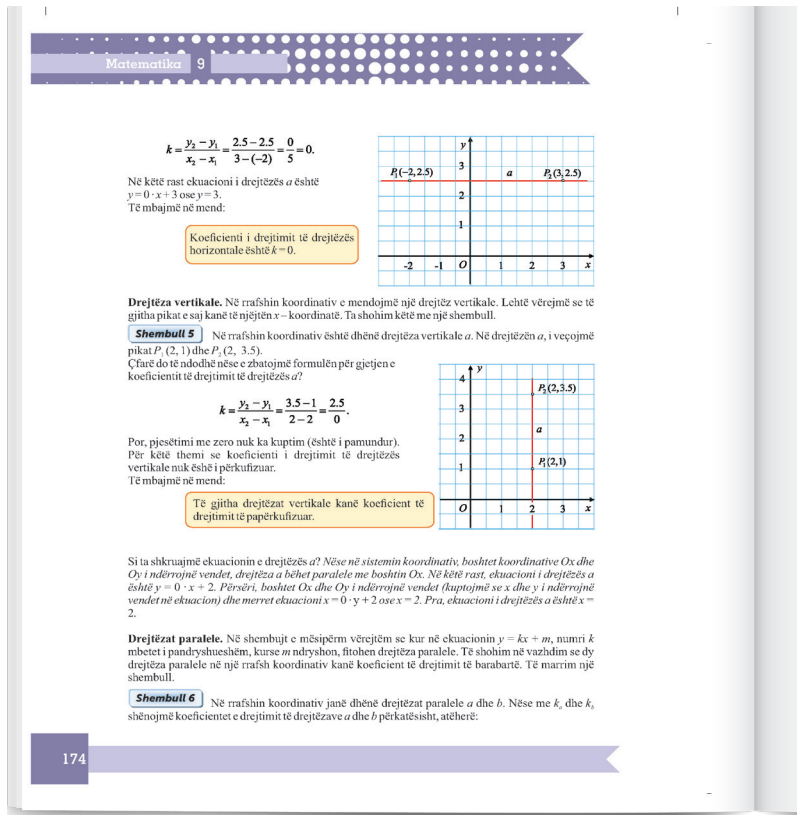 Matematika 9
k = (y₂ – y₁)/(x₂ – x₁) = (2.5 – 2.5)/(3 – (–2)) = 0/5 = 0.
Në këtë rast ekuacioni i drejtëzës a është
y = 0 · x + 3 ose y = 3.
Të mbajmë në mend:
Koeficienti i drejtimit të drejtëzës
horizontale është k = 0.
y
3
P₁(–2,2.5) a P₂(3,2.5)
2
1
-2 -1 O 1 2 3 x
Drejtëza vertikale. Në rrafshin koordinativ e mendojmë një drejtëz vertikale. Lehtë vërejmë se të
gjitha pikat e saj kanë të njëjtën x – koordinatë. Ta shohim këtë me një shembull.
Shembull 5 Në rrafshin koordinativ është dhënë drejtëza vertikale a. Në drejtëzën a, i veçojmë
pikat P₁ (2, 1) dhe P₂ (2, 3.5).
Çfarë do të ndodhë nëse e zbatojmë formulën për gjetjen e
koeficientit të drejtimit të drejtëzës a?
k = (y₂ – y₁)/(x₂ – x₁) = (3.5 – 1)/(2 – 2) = 2.5/0.
Por, pjesëtimi me zero nuk ka kuptim (është i pamundur).
Për këtë themi se koeficienti i drejtimit të drejtëzës
vertikale nuk ëshë i përkufizuar.
Të mbajmë në mend:
Të gjitha drejtëzat vertikale kanë koeficient të
drejtimit të papërkufizuar.
y
4
P₂(2,3.5)
3
a
2
P₁(2,1)
1
O 1 2 3 x
Si ta shkruajmë ekuacionin e drejtëzës a? Nëse në sistemin koordinativ, boshtet koordinative Ox dhe
Oy i ndërrojnë vendet, drejtëza a bëhet paralele me boshtin Ox. Në këtë rast, ekuacioni i drejtëzës a
është y = 0 · x + 2. Përsëri, boshtet Ox dhe Oy i ndërrojnë vendet (kuptojmë se x dhe y i ndërrojnë
vendet në ekuacion) dhe merret ekuacioni x = 0 · y + 2 ose x = 2. Pra, ekuacioni i drejtëzës a është x =
2.
Drejtëzat paralele. Në shembujt e mësipërm vërejtëm se kur në ekuacionin y = kx + m, numri k
mbetet i pandryshueshëm, kurse m ndryshon, fitohen drejtëza paralele. Të shohim në vazhdim se dy
drejtëza paralele në një rrafsh koordinativ kanë koeficient të drejtimit të barabartë. Të marrim një
shembull.
Shembull 6 Në rrafshin koordinativ janë dhënë drejtëzat paralele a dhe b. Nëse me kₐ dhe k_b
shënojmë koeficientet e drejtimit të drejtëzave a dhe b përkatësisht, atëherë:
174